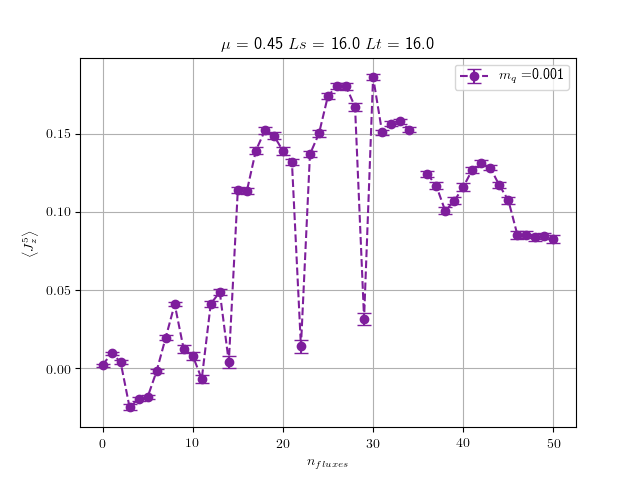 μ = 0.45 Ls = 16.0 Lt = 16.0
m_q =0.001
⟨J_z^5⟩
0.15
0.10
0.05
0.00
0 10 20 30 40 50
n_fluxes